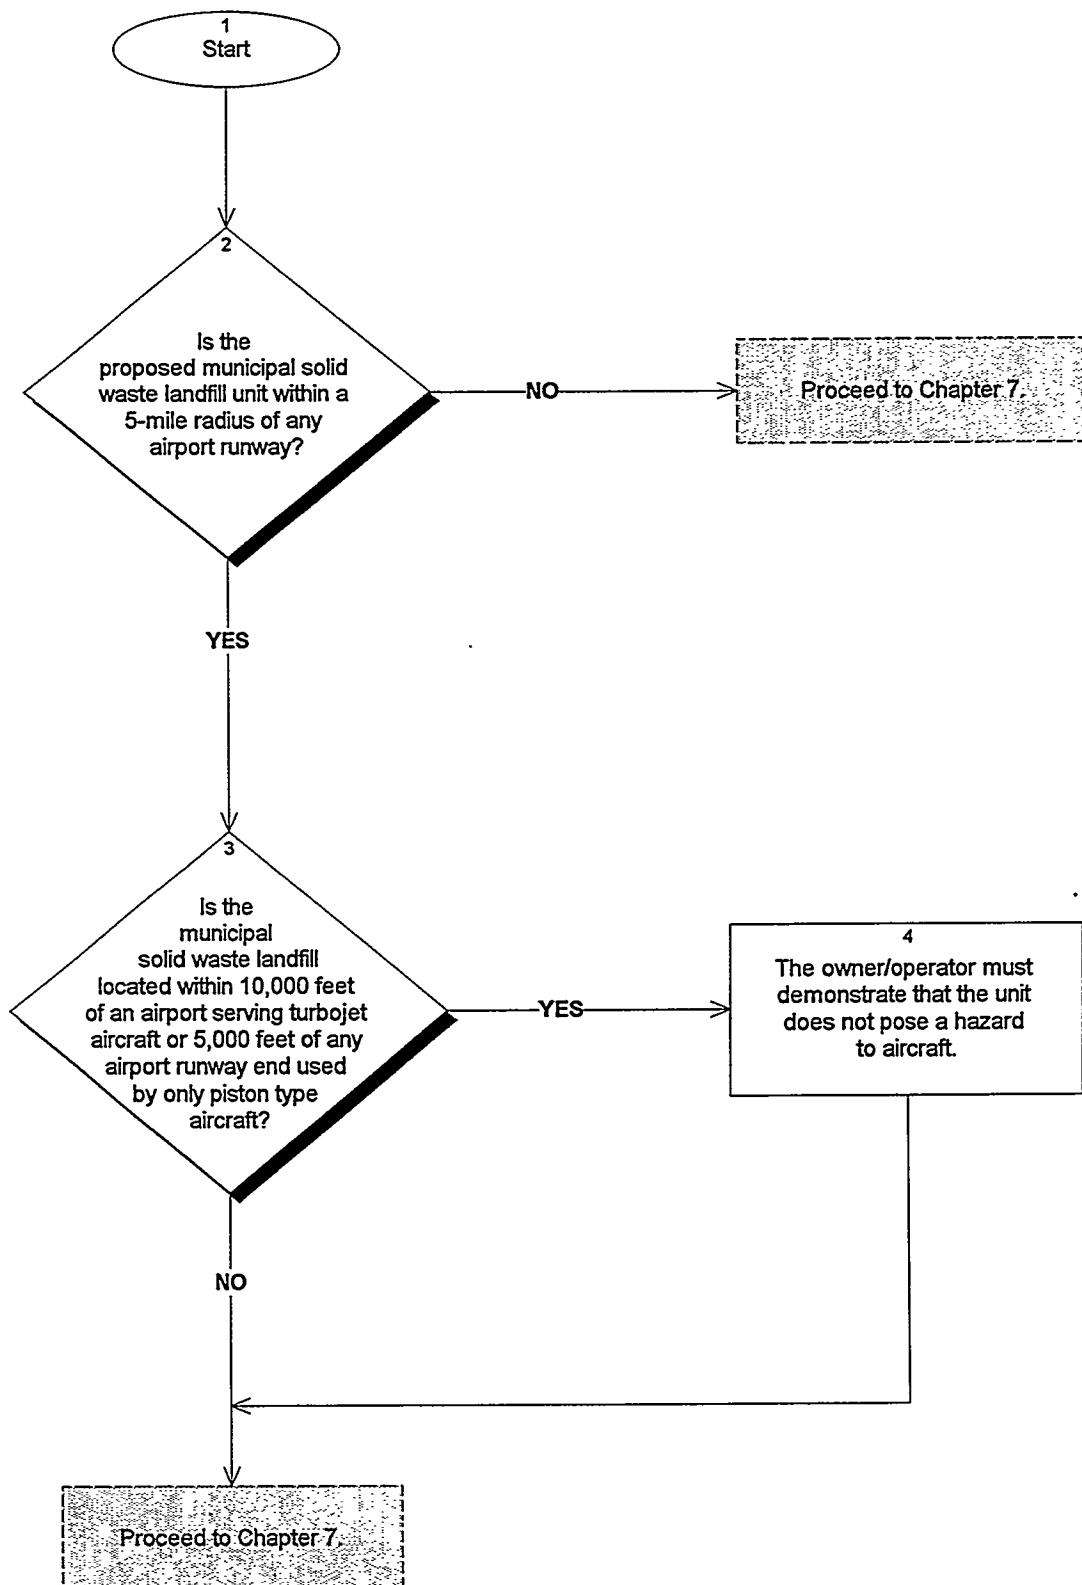 1
Start
2
Is the
proposed municipal solid
waste landfill unit within a
5-mile radius of any
airport runway?
NO
Proceed to Chapter 7.
YES
3
Is the
municipal
solid waste landfill
located within 10,000 feet
of an airport serving turbojet
aircraft or 5,000 feet of any
airport runway end used
by only piston type
aircraft?
YES
4
The owner/operator must
demonstrate that the unit
does not pose a hazard
to aircraft.
NO
Proceed to Chapter 7.